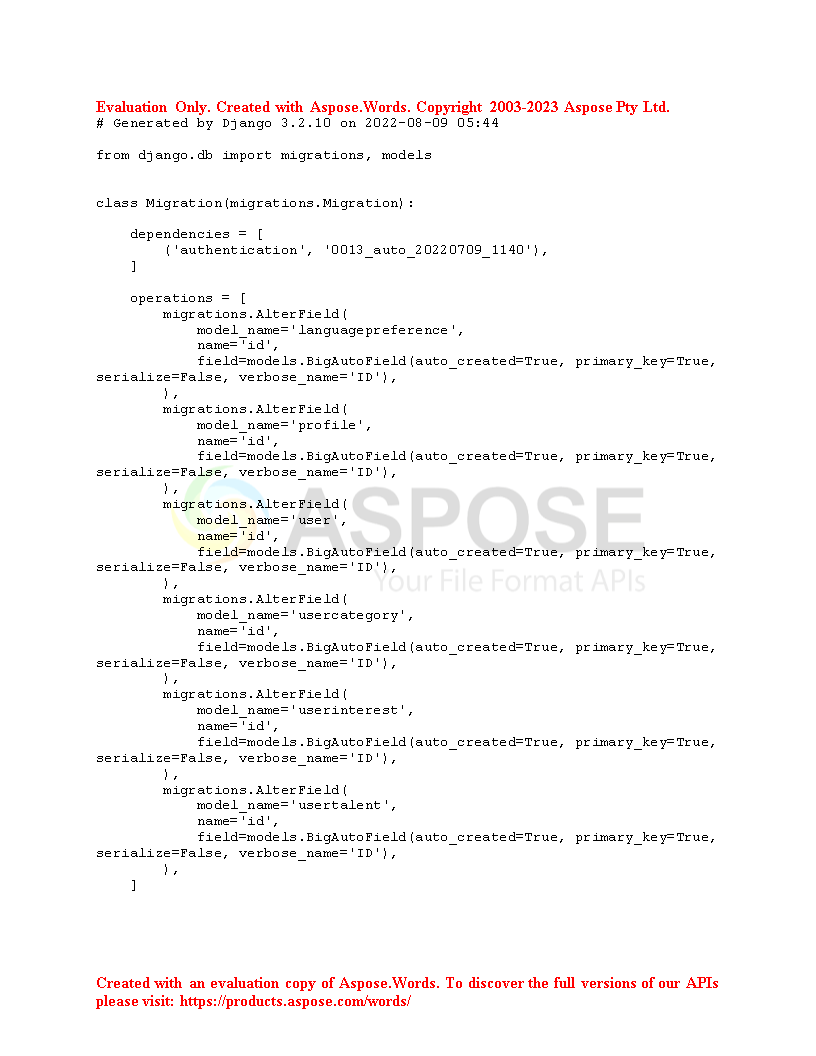 Evaluation Only. Created with Aspose.Words. Copyright 2003-2023 Aspose Pty Ltd.
# Generated by Django 3.2.10 on 2022-08-09 05:44

from django.db import migrations, models


class Migration(migrations.Migration):

    dependencies = [
        ('authentication', '0013_auto_20220709_1140'),
    ]

    operations = [
        migrations.AlterField(
            model_name='languagepreference',
            name='id',
            field=models.BigAutoField(auto_created=True, primary_key=True,
serialize=False, verbose_name='ID'),
        ),
        migrations.AlterField(
            model_name='profile',
            name='id',
            field=models.BigAutoField(auto_created=True, primary_key=True,
serialize=False, verbose_name='ID'),
        ),
        migrations.AlterField(
            model_name='user',
            name='id',
            field=models.BigAutoField(auto_created=True, primary_key=True,
serialize=False, verbose_name='ID'),
        ),
        migrations.AlterField(
            model_name='usercategory',
            name='id',
            field=models.BigAutoField(auto_created=True, primary_key=True,
serialize=False, verbose_name='ID'),
        ),
        migrations.AlterField(
            model_name='userinterest',
            name='id',
            field=models.BigAutoField(auto_created=True, primary_key=True,
serialize=False, verbose_name='ID'),
        ),
        migrations.AlterField(
            model_name='usertalent',
            name='id',
            field=models.BigAutoField(auto_created=True, primary_key=True,
serialize=False, verbose_name='ID'),
        ),
    ]
ASPOSE
Your File Format APIs
Created with an evaluation copy of Aspose.Words. To discover the full versions of our APIs
please visit: https://products.aspose.com/words/